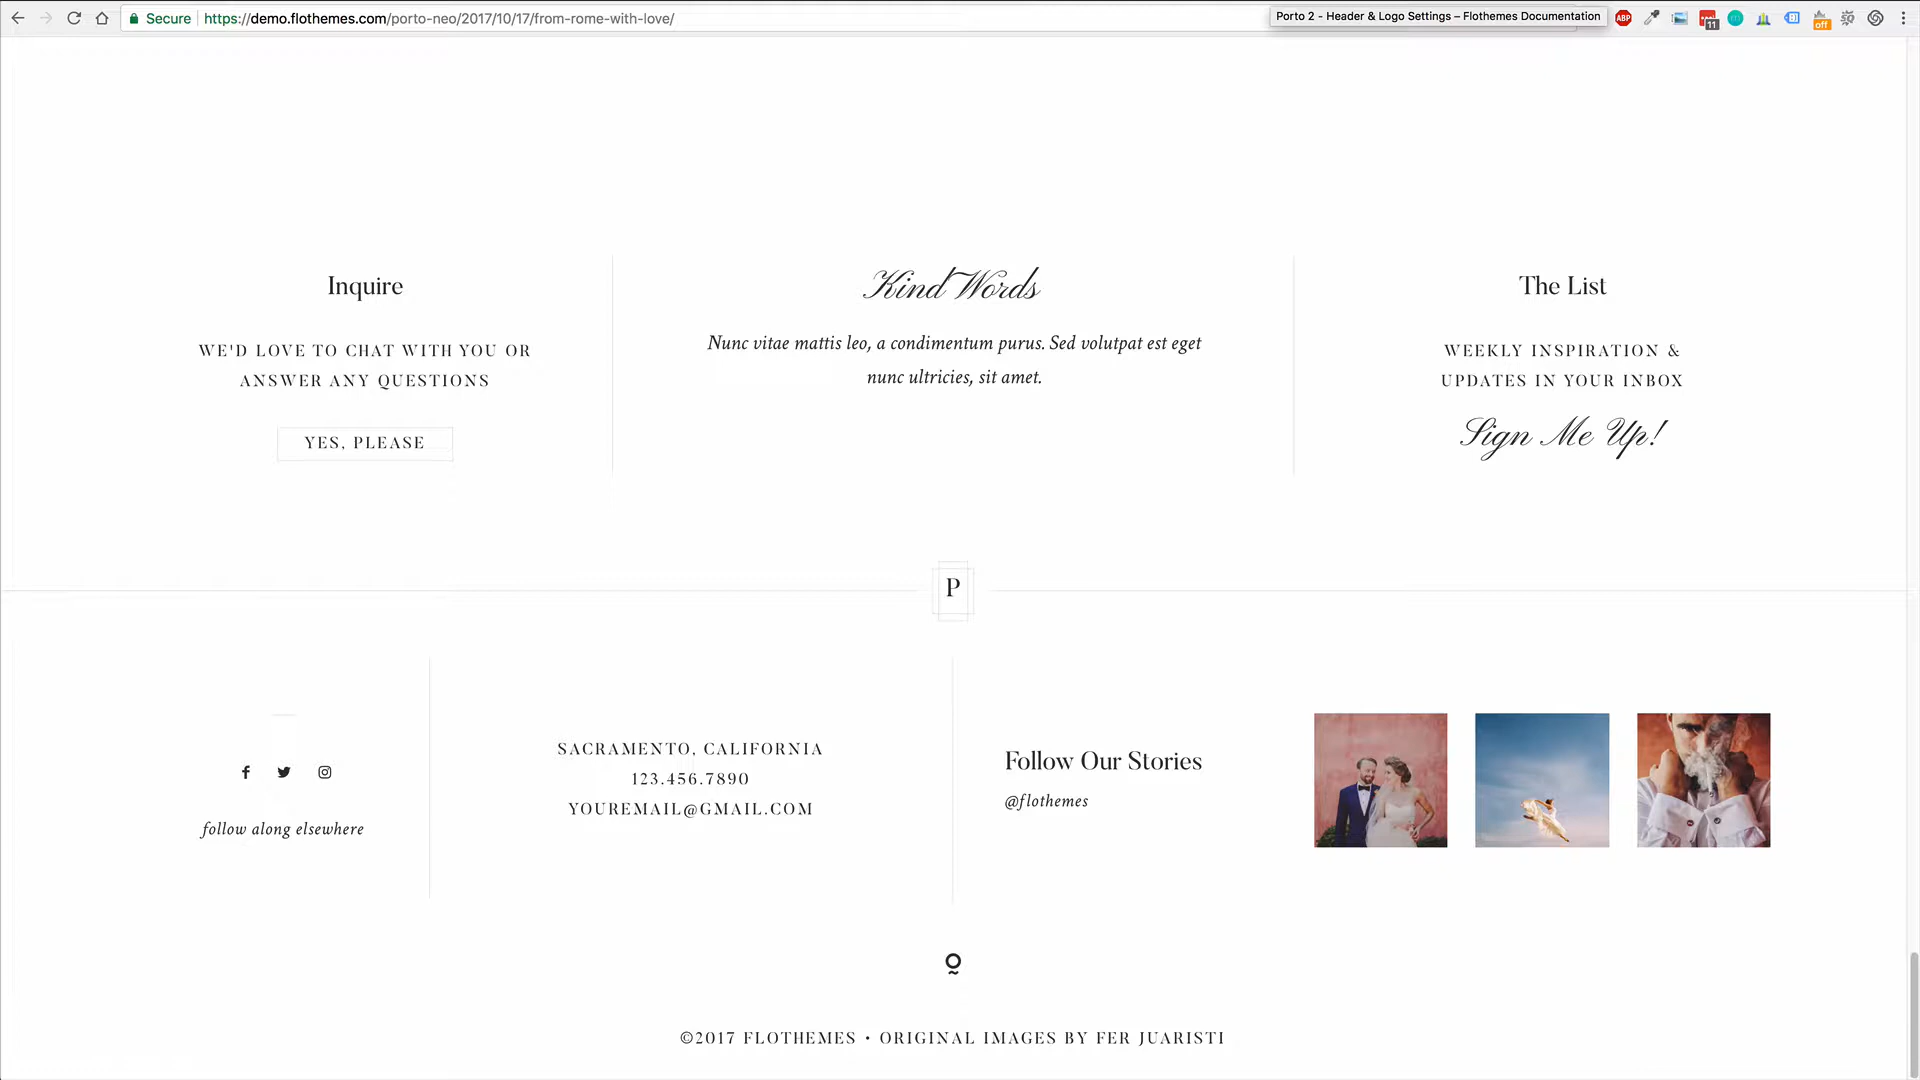 Secure
https://demo.flothemes.com/porto-neo/2017/10/17/from-rome-with-love/
Porto 2 - Header & Logo Settings – Flothemes Documentation
ABP
11
off
Inquire
WE'D LOVE TO CHAT WITH YOU OR
ANSWER ANY QUESTIONS
YES, PLEASE
Kind Words
Nunc vitae mattis leo, a condimentum purus. Sed volutpat est eget
nunc ultricies, sit amet.
The List
WEEKLY INSPIRATION &
UPDATES IN YOUR INBOX
Sign Me Up!
P
follow along elsewhere
SACRAMENTO, CALIFORNIA
123.456.7890
YOUREMAIL@GMAIL.COM
Follow Our Stories
@flothemes
©2017 FLOTHEMES • ORIGINAL IMAGES BY FER JUARISTI